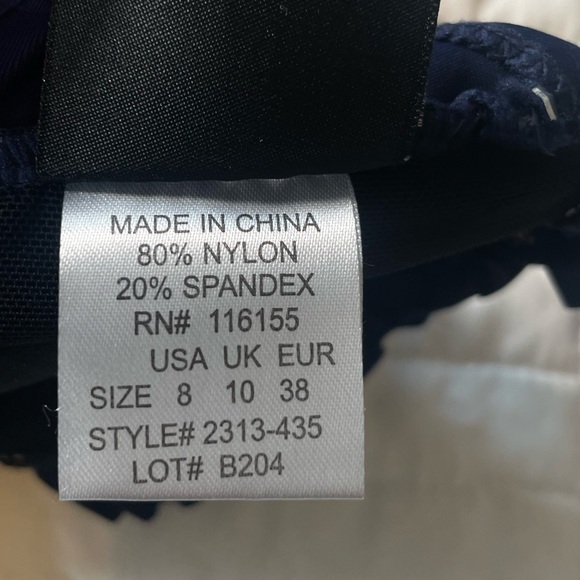 MADE IN CHINA
80% NYLON
20% SPANDEX
RN# 116155
USA UK EUR
SIZE 8 10 38
STYLE# 2313-435
LOT# B204